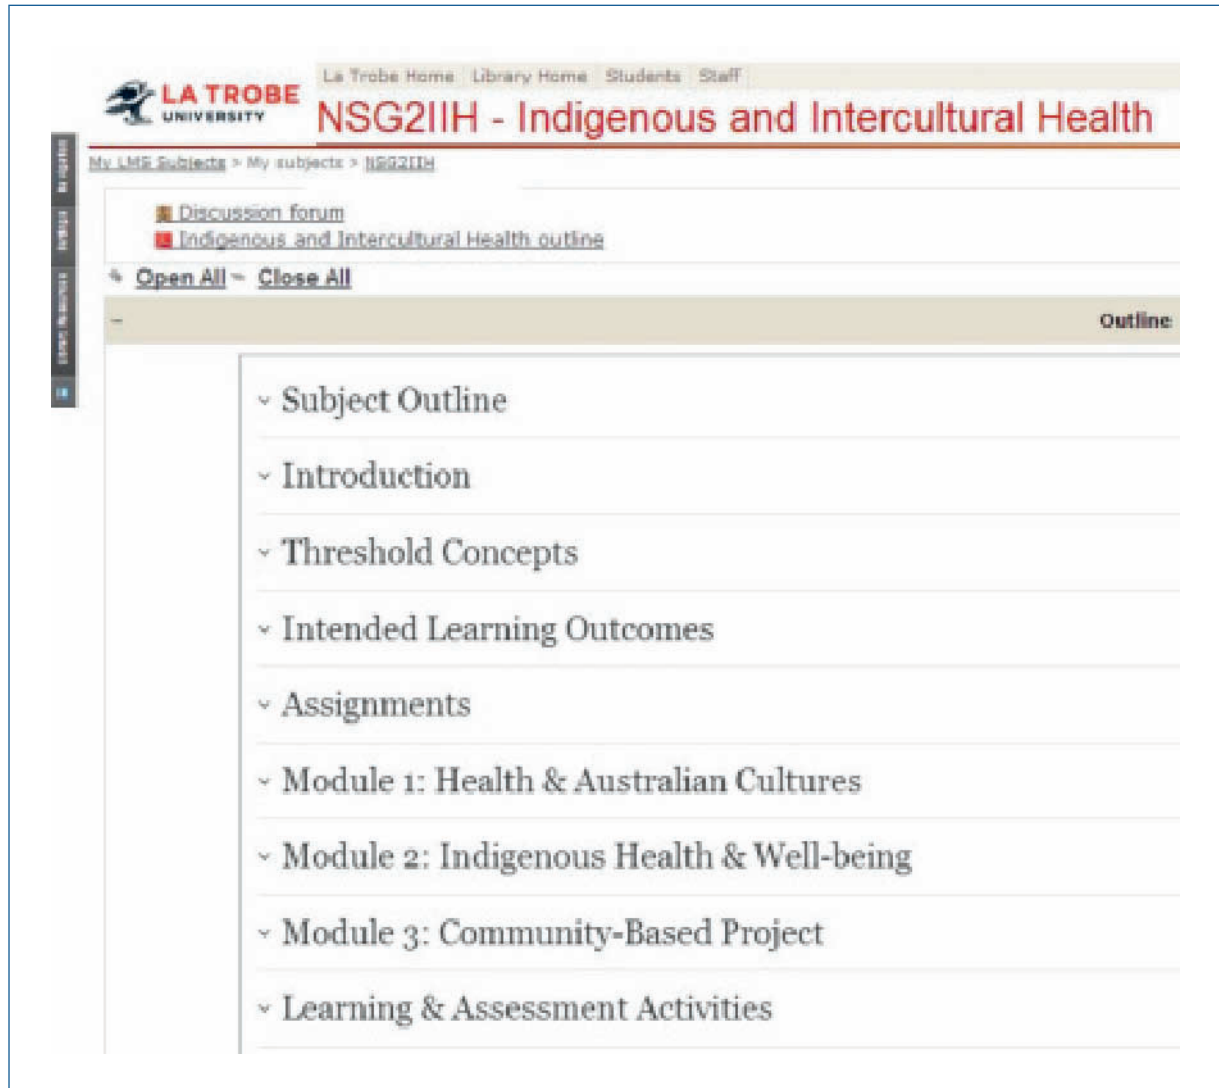 La Trobe Home Library Home Students Staff
LA TROBE
UNIVERSITY
NSG2IIH - Indigenous and Intercultural Health
My LMS Subjects > My subjects > NSG2IIH
Discussion forum
Indigenous and Intercultural Health outline
Open All Close All
Outline
Subject Outline
Introduction
Threshold Concepts
Intended Learning Outcomes
Assignments
Module 1: Health & Australian Cultures
Module 2: Indigenous Health & Well-being
Module 3: Community-Based Project
Learning & Assessment Activities